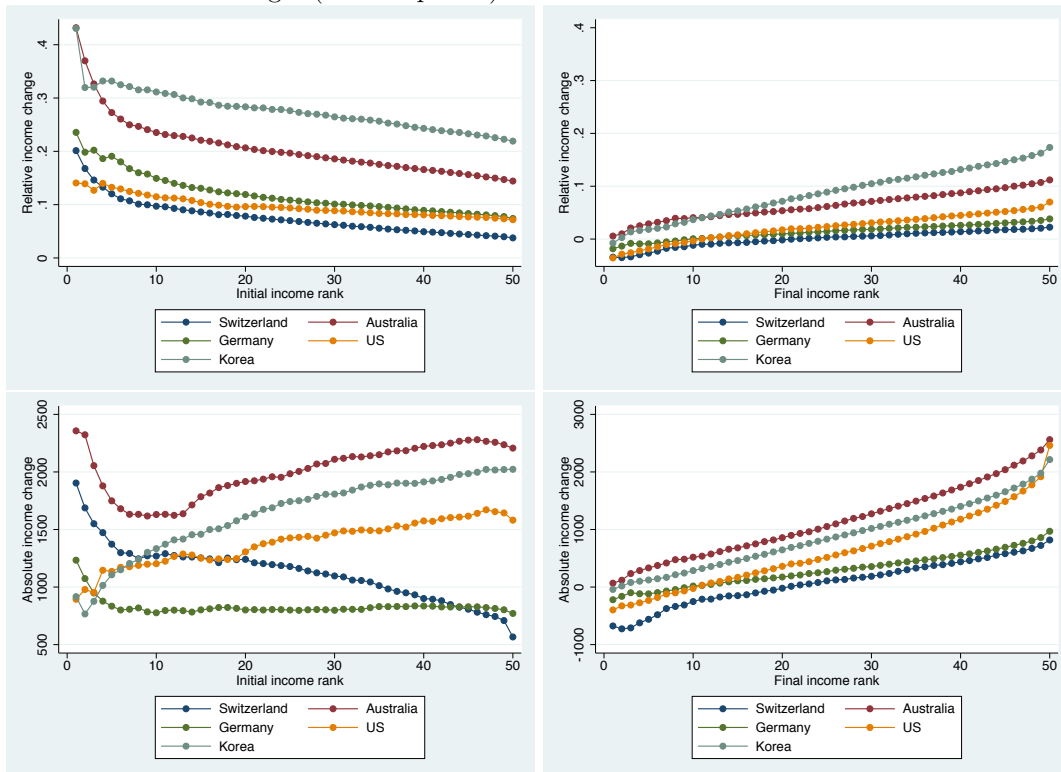 Relative income change
.4
.3
.2
.1
0
0
10
20
30
40
50
Initial income rank
Switzerland
Australia
Germany
US
Korea
Relative income change
.4
.3
.2
.1
0
0
10
20
30
40
50
Final income rank
Switzerland
Australia
Germany
US
Korea
Absolute income change
2500
2000
1500
1000
500
0
10
20
30
40
50
Initial income rank
Switzerland
Australia
Germany
US
Korea
Absolute income change
3000
2000
1000
0
-1000
0
10
20
30
40
50
Final income rank
Switzerland
Australia
Germany
US
Korea